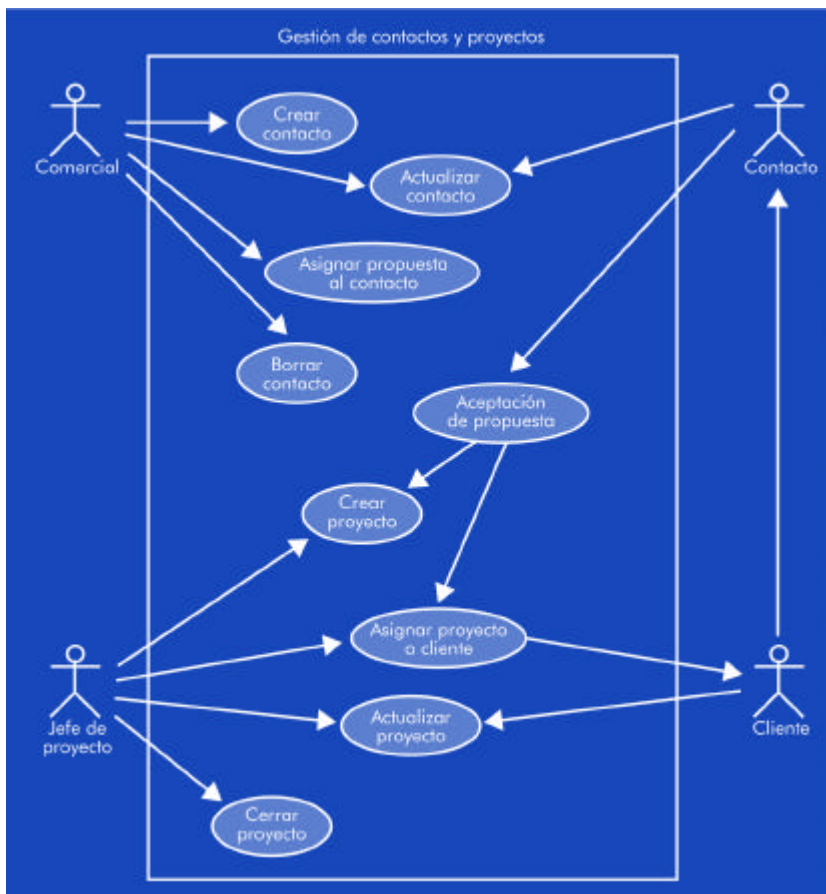 Gestión de contactos y proyectos
Crear
contacto
Comercial
Contacto
Actualizar
contacto
Asignar propuesta
al contacto
Borrar
contacto
Aceptación
de propuesta
Crear
proyecto
Asignar proyecto
a cliente
Jefe de
proyecto
Actualizar
proyecto
Cliente
Cerrar
proyecto